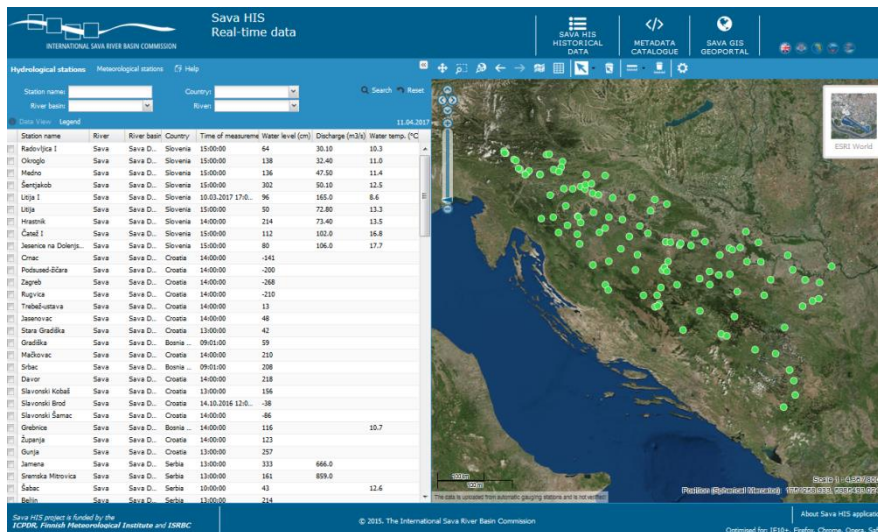 INTERNATIONAL SAVA RIVER BASIN COMMISSION
Sava HIS
Real-time data
SAVA HIS
HISTORICAL
DATA
METADATA
CATALOGUE
SAVA GIS
GEOPORTAL
Hydrological stations Meteorological stations Help
Station name: Country: Search Reset
River basin: River:
Data View Legend 11.04.2017
Station name River River basin Country Time of measureme Water level (cm) Discharge (m3/s) Water temp. (°C
Radovljica I Sava Sava D... Slovenia 15:00:00 64 30.10 10.3
Okroglo Sava Sava D... Slovenia 15:00:00 138 32.40 11.0
Medno Sava Sava D... Slovenia 15:00:00 136 47.50 11.4
Šentjakob Sava Sava D... Slovenia 15:00:00 302 50.10 12.5
Litija I Sava Sava D... Slovenia 10.03.2017 17:0... 96 165.0 8.6
Litija Sava Sava D... Slovenia 15:00:00 50 72.80 13.3
Hrastnik Sava Sava D... Slovenia 14:00:00 214 73.40 13.5
Čatež I Sava Sava D... Slovenia 15:00:00 112 102.0 16.8
Jesenice na Dolenjs... Sava Sava D... Slovenia 15:00:00 80 106.0 17.7
Crnac Sava Sava D... Croatia 14:00:00 -141
Podsused-žičara Sava Sava D... Croatia 14:00:00 -200
Zagreb Sava Sava D... Croatia 14:00:00 -268
Rugvica Sava Sava D... Croatia 14:00:00 -210
Trebež-ustava Sava Sava D... Croatia 14:00:00 13
Jasenovac Sava Sava D... Croatia 14:00:00 48
Stara Gradiška Sava Sava D... Croatia 13:00:00 42
Gradiška Sava Sava D... Bosnia ... 09:01:00 59
Mačkovac Sava Sava D... Croatia 14:00:00 210
Srbac Sava Sava D... Bosnia ... 09:01:00 208
Davor Sava Sava D... Croatia 14:00:00 218
Slavonski Kobaš Sava Sava D... Croatia 13:00:00 156
Slavonski Brod Sava Sava D... Croatia 14.10.2016 12:0... -38
Slavonski Šamac Sava Sava D... Croatia 14:00:00 -86
Grebnice Sava Sava D... Bosnia ... 14:00:00 116 10.7
Županja Sava Sava D... Croatia 14:00:00 123
Gunja Sava Sava D... Croatia 13:00:00 257
Jamena Sava Sava D... Serbia 13:00:00 333 666.0
Sremska Mitrovica Sava Sava D... Serbia 13:00:00 161 859.0
Šabac Sava Sava D... Serbia 10:00:00 43 12.6
Beljin Sava Sava D... Serbia 13:00:00 214
ESRI World
100 km
The data is uploaded from automatic gauging stations and is not verified
Position (Spherical Mercator):
Sava HIS project is funded by the
ICPDR, Finnish Meteorological Institute and ISRBC
© 2015. The International Sava River Basin Commission
About Sava HIS applicatio
Optimised for: IE10+, Firefox, Chrome, Opera, Saf